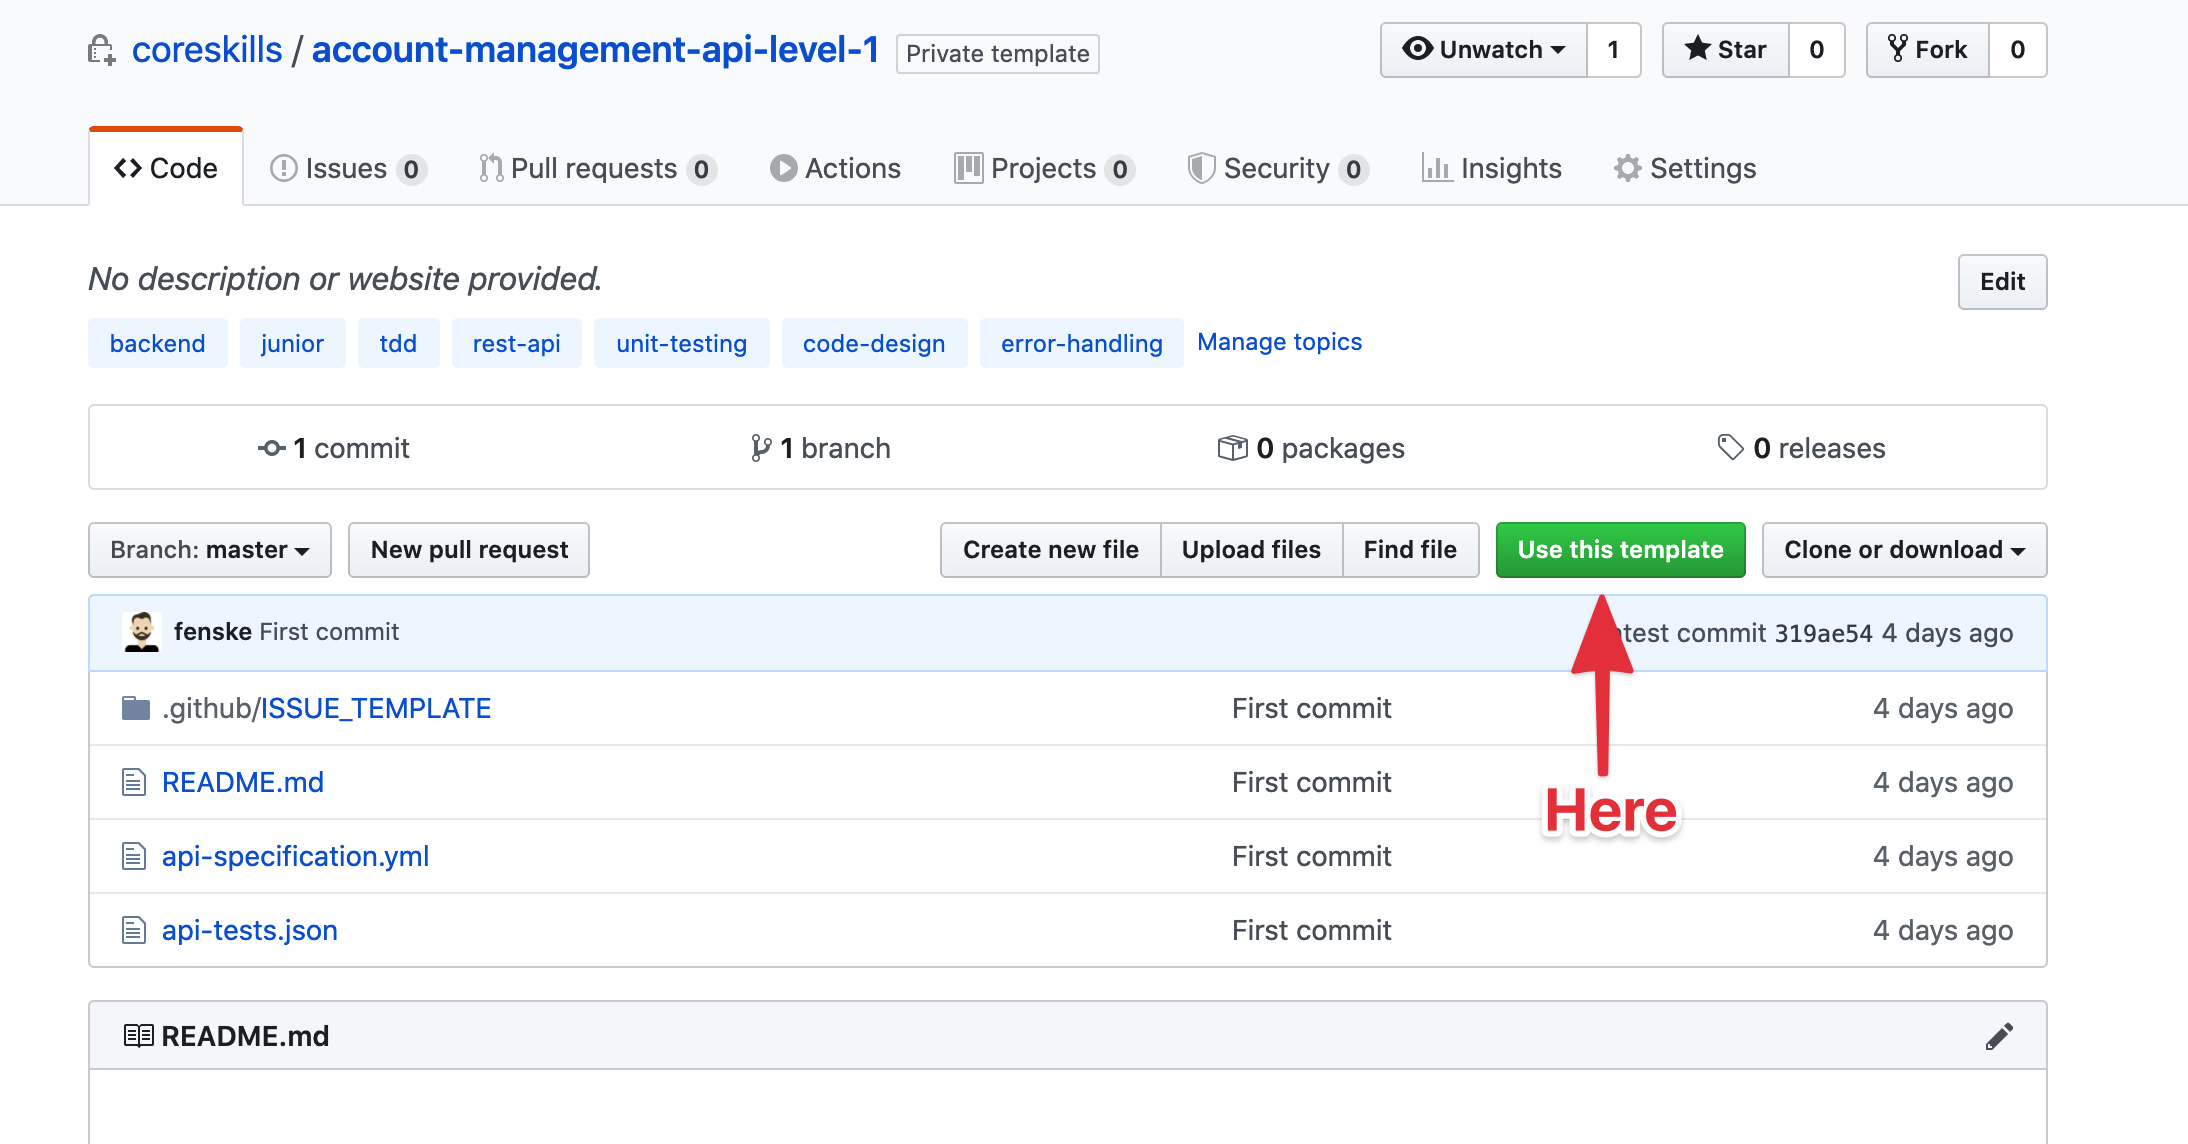 coreskills / account-management-api-level-1 Private template Unwatch 1 Star 0 Fork 0
Code Issues 0 Pull requests 0 Actions Projects 0 Security 0 Insights Settings
No description or website provided. Edit
backend junior tdd rest-api unit-testing code-design error-handling Manage topics
1 commit 1 branch 0 packages 0 releases
Branch: master New pull request Create new file Upload files Find file Use this template Clone or download
fenske First commit commit 319ae54 4 days ago
.github/ISSUE_TEMPLATE First commit 4 days ago
README.md First commit 4 days ago
Here
api-specification.yml First commit 4 days ago
api-tests.json First commit 4 days ago
README.md